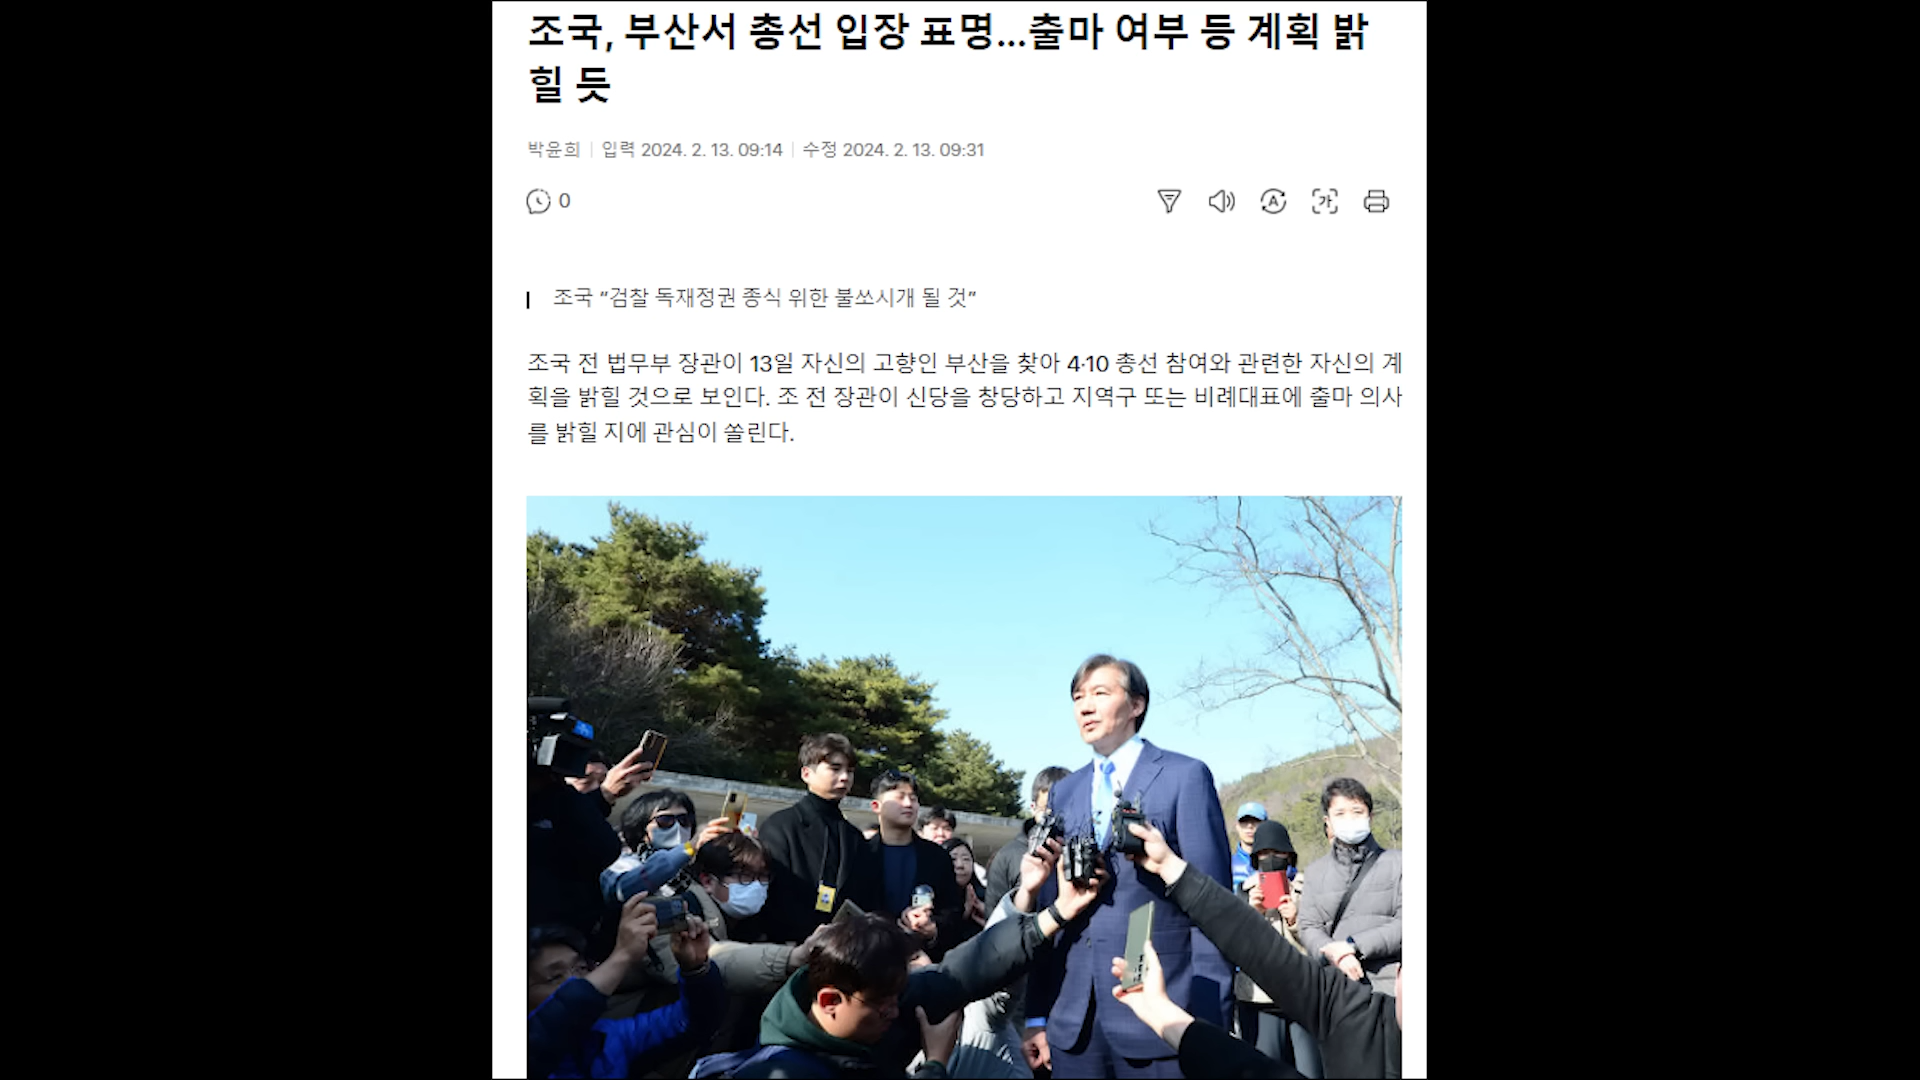 조국, 부산서 총선 입장 표명...출마 여부 등 계획 밝
힐 듯
박윤희 | 입력 2024. 2. 13. 09:14 | 수정 2024. 2. 13. 09:31
0
A
가
조국 “검찰 독재정권 종식 위한 불쏘시개 될 것”
조국 전 법무부 장관이 13일 자신의 고향인 부산을 찾아 4·10 총선 참여와 관련한 자신의 계
획을 밝힐 것으로 보인다. 조 전 장관이 신당을 창당하고 지역구 또는 비례대표에 출마 의사
를 밝힐 지에 관심이 쏠린다.